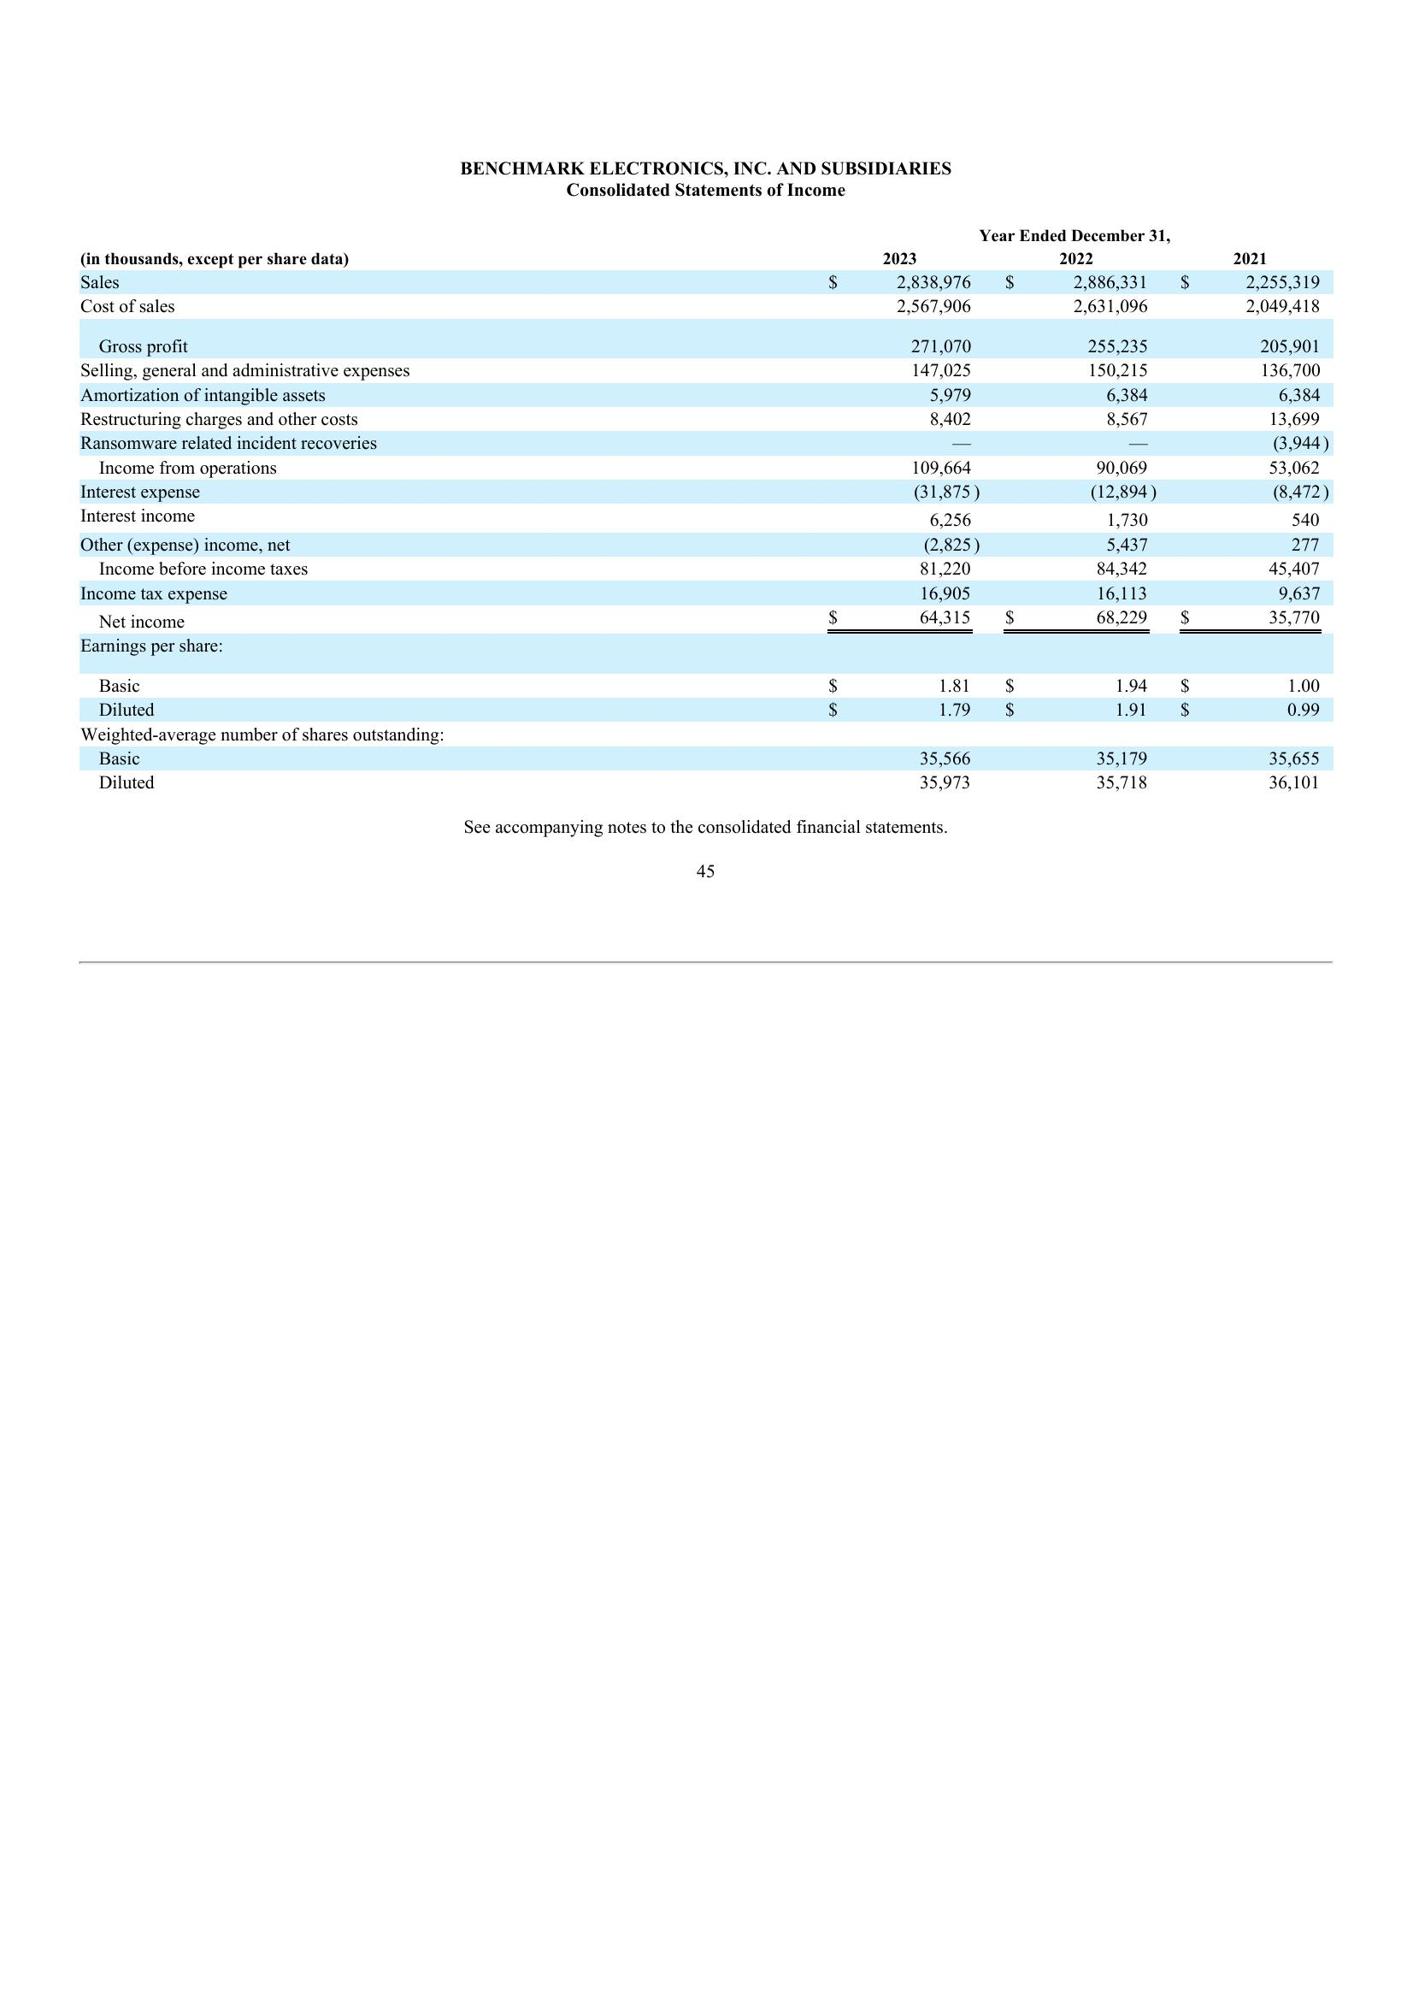 BENCHMARK ELECTRONICS, INC. AND SUBSIDIARIES
Consolidated Statements of Income
Year Ended December 31,
(in thousands, except per share data) 2023 2022 2021
Sales $ 2,838,976 $ 2,886,331 $ 2,255,319
Cost of sales 2,567,906 2,631,096 2,049,418
Gross profit 271,070 255,235 205,901
Selling, general and administrative expenses 147,025 150,215 136,700
Amortization of intangible assets 5,979 6,384 6,384
Restructuring charges and other costs 8,402 8,567 13,699
Ransomware related incident recoveries — — (3,944)
Income from operations 109,664 90,069 53,062
Interest expense (31,875) (12,894) (8,472)
Interest income 6,256 1,730 540
Other (expense) income, net (2,825) 5,437 277
Income before income taxes 81,220 84,342 45,407
Income tax expense 16,905 16,113 9,637
Net income $ 64,315 $ 68,229 $ 35,770
Earnings per share:
Basic $ 1.81 $ 1.94 $ 1.00
Diluted $ 1.79 $ 1.91 $ 0.99
Weighted-average number of shares outstanding:
Basic 35,566 35,179 35,655
Diluted 35,973 35,718 36,101
See accompanying notes to the consolidated financial statements.
45